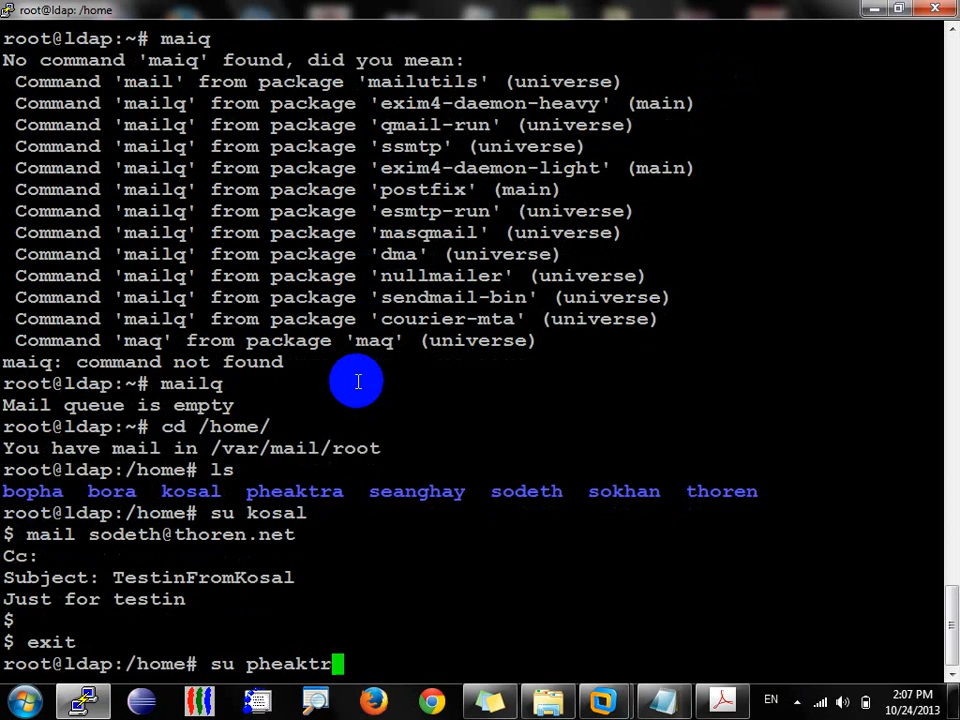 root@ldap: /home
root@ldap:~# maiq
No command 'maiq' found, did you mean:
 Command 'mail' from package 'mailutils' (universe)
 Command 'mailq' from package 'exim4-daemon-heavy' (main)
 Command 'mailq' from package 'qmail-run' (universe)
 Command 'mailq' from package 'ssmtp' (universe)
 Command 'mailq' from package 'exim4-daemon-light' (main)
 Command 'mailq' from package 'postfix' (main)
 Command 'mailq' from package 'esmtp-run' (universe)
 Command 'mailq' from package 'masqmail' (universe)
 Command 'mailq' from package 'dma' (universe)
 Command 'mailq' from package 'nullmailer' (universe)
 Command 'mailq' from package 'sendmail-bin' (universe)
 Command 'mailq' from package 'courier-mta' (universe)
 Command 'maq' from package 'maq' (universe)
maiq: command not found
root@ldap:~# mailq
Mail queue is empty
root@ldap:~# cd /home/
You have mail in /var/mail/root
root@ldap:/home# ls
bopha bora kosal pheaktra seanghay sodeth sokhan thoren
root@ldap:/home# su kosal
$ mail sodeth@thoren.net
Cc:
Subject: TestinFromKosal
Just for testin
$
$ exit
root@ldap:/home# su pheaktr
EN
2:07 PM
10/24/2013